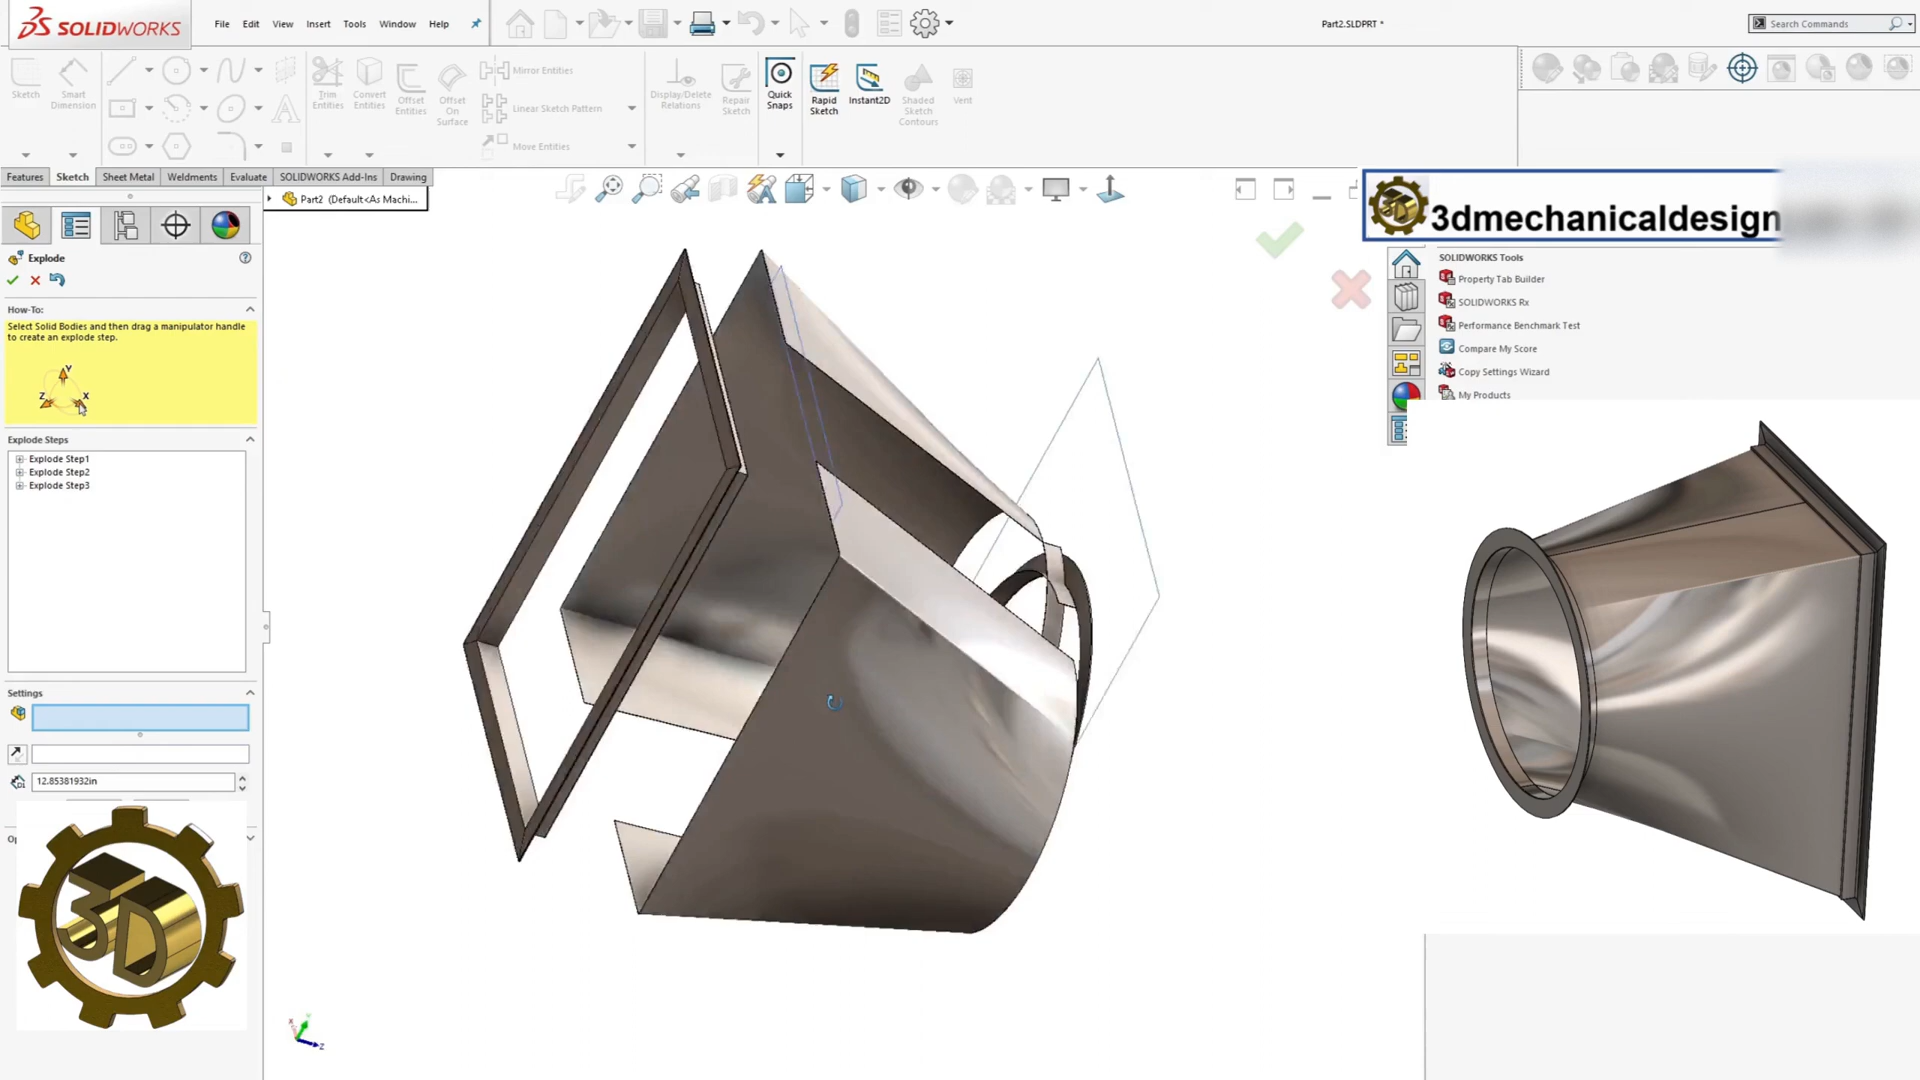 SOLIDWORKS
File Edit View Insert Tools Window Help
Part2.SLDPRT *
Search Commands
Sketch
Smart Dimension
Trim Entities
Convert Entities
Offset Entities
Offset On Surface
Mirror Entities
Linear Sketch Pattern
Move Entities
Display/Delete Relations
Repair Sketch
Quick Snaps
Rapid Sketch
Instant2D
Shaded Sketch Contours
Vent
Features Sketch Sheet Metal Weldments Evaluate SOLIDWORKS Add-Ins Drawing
Part2 (Default<As Machi...
3dmechanicaldesign
Explode
How-To:
Select Solid Bodies and then drag a manipulator handle
to create an explode step.
Y
Z X
Explode Steps
Explode Step1
Explode Step2
Explode Step3
Settings
12.85381932in
3D
SOLIDWORKS Tools
Property Tab Builder
SOLIDWORKS Rx
Performance Benchmark Test
Compare My Score
Copy Settings Wizard
My Products